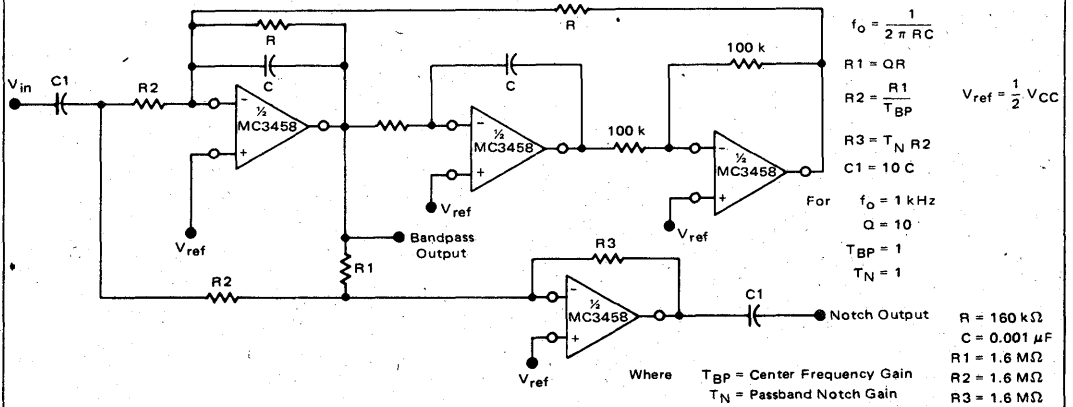 R
R
C
V_in
C1
R2
−
½
MC3458
+
V_ref
C
−
½
MC3458
+
V_ref
100 k
100 k
−
½
MC3458
+
V_ref
Bandpass
Output
R1
R2
R3
−
½
MC3458
+
V_ref
C1
Notch Output
f_o = 1 / 2 π RC
R1 = QR
R2 = R1 / T_BP
R3 = T_N R2
C1 = 10 C
V_ref = 1/2 V_CC
For f_o = 1 kHz
Q = 10
T_BP = 1
T_N = 1
R = 160 kΩ
C = 0.001 µF
R1 = 1.6 MΩ
R2 = 1.6 MΩ
R3 = 1.6 MΩ
Where T_BP = Center Frequency Gain
T_N = Passband Notch Gain